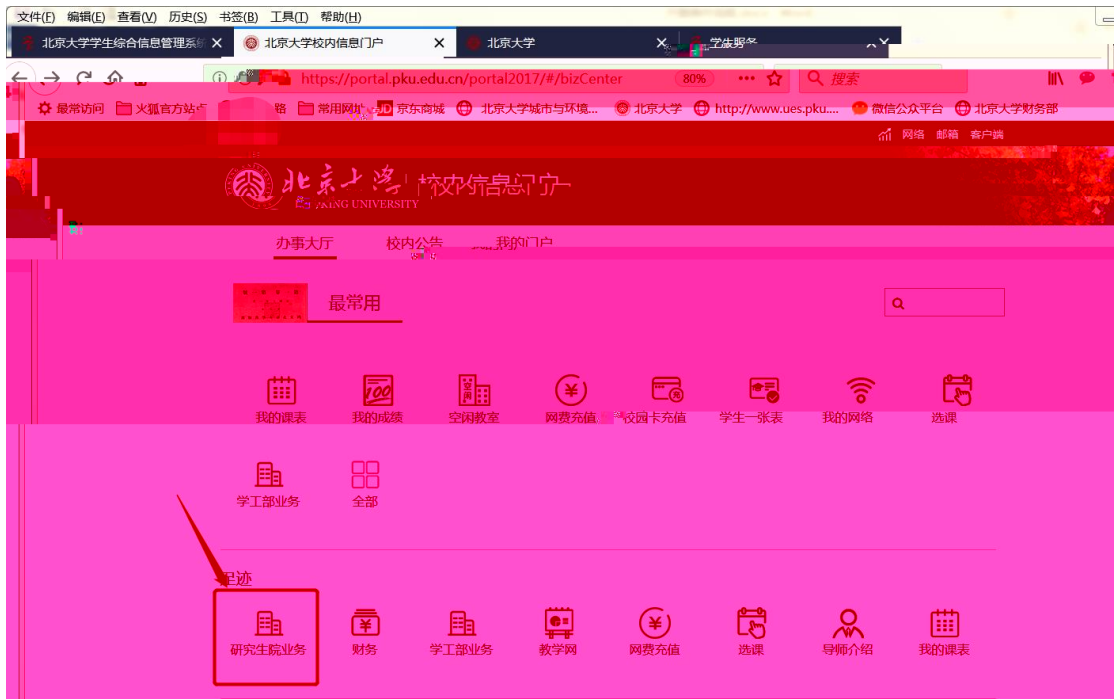 文件(F) 编辑(E) 查看(V) 历史(S) 书签(B) 工具(T) 帮助(H)
北京大学学生综合信息管理系统 北京大学校内信息门户 北京大学
https://portal.pku.edu.cn/portal2017/#/bizCenter 80% 搜索
最常访问 火狐官方站点 路 常用网址 JD 京东商城 北京大学城市与环境... 北京大学 http://www.ues.pku.... 微信公众平台 北京大学财务部
网络 邮箱 客户端
北京大学 校内信息门户
UNIVERSITY
办事大厅 校内公告 我的门户
最常用
我的课表 我的成绩 空闲教室 网费充值 校园卡充值 学生一张表 我的网络 选课
学工部业务 全部
足迹
研究生院业务 财务 学工部业务 教学网 网费充值 选课 导师介绍 我的课表